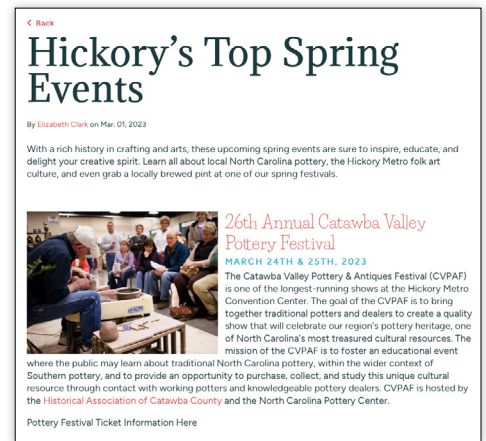 Back
Hickory's Top Spring
Events
By Elizabeth Clark on Mar. 01, 2023
With a rich history in crafting and arts, these upcoming spring events are sure to inspire, educate, and
delight your creative spirit. Learn all about local North Carolina pottery, the Hickory Metro folk art
culture, and even grab a locally brewed pint at one of our spring festivals.
26th Annual Catawba Valley
Pottery Festival
MARCH 24TH & 25TH, 2023
The Catawba Valley Pottery & Antiques Festival (CVPAF)
is one of the longest-running shows at the Hickory Metro
Convention Center. The goal of the CVPAF is to bring
together traditional potters and dealers to create a quality
show that will celebrate our region's pottery heritage, one
of North Carolina's most treasured cultural resources. The
mission of the CVPAF is to foster an educational event
where the public may learn about traditional North Carolina pottery, within the wider context of
Southern pottery, and to provide an opportunity to purchase, collect, and study this unique cultural
resource through contact with working potters and knowledgeable pottery dealers. CVPAF is hosted by
the Historical Association of Catawba County and the North Carolina Pottery Center.
Pottery Festival Ticket Information Here